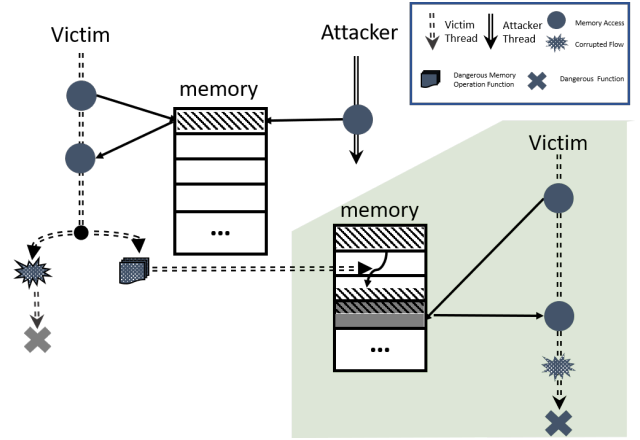 Victim
Thread
Attacker
Thread
Memory Access
Corrupted Flow
Dangerous Memory
Operation Function
Dangerous Function
Victim
Attacker
memory
...
Victim
memory
...